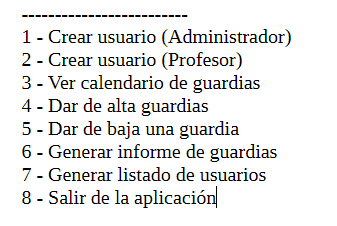 -------------------------
1 - Crear usuario (Administrador)
2 - Crear usuario (Profesor)
3 - Ver calendario de guardias
4 - Dar de alta guardias
5 - Dar de baja una guardia
6 - Generar informe de guardias
7 - Generar listado de usuarios
8 - Salir de la aplicación